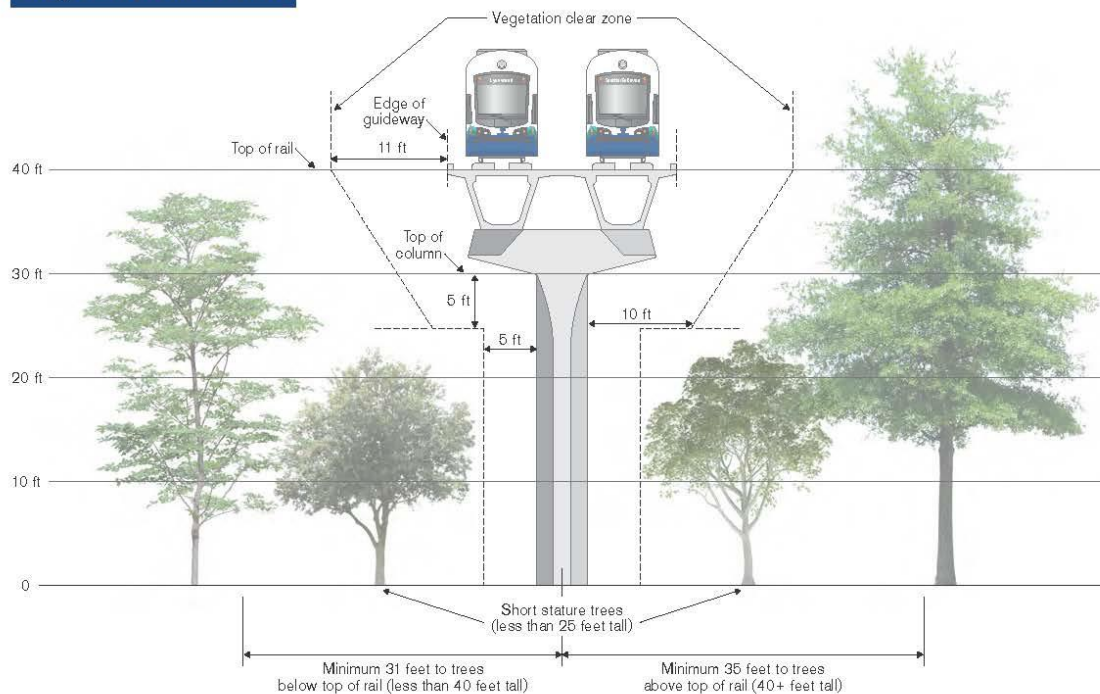 Vegetation clear zone
Edge of
guideway
11 ft
Top of rail
40 ft
Top of
column
30 ft
5 ft
10 ft
5 ft
20 ft
10 ft
0
Short stature trees
(less than 25 feet tall)
Minimum 31 feet to trees
below top of rail (less than 40 feet tall)
Minimum 35 feet to trees
above top of rail (40+ feet tall)